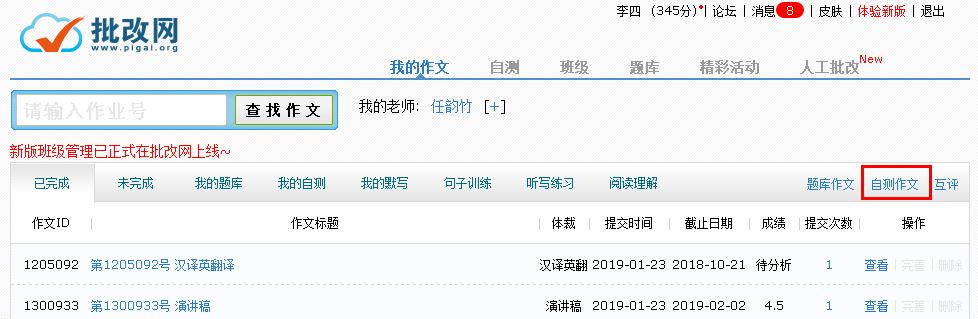 李四 (345分)•| 论坛 | 消息 8 | 皮肤 | 体验新版 | 退出
批改网
www.pigai.org
我的作文 自测 班级 题库 精彩活动 人工批改 New
请输入作业号 查找作文 我的老师: 任韵竹 [+]
新版班级管理已正式在批改网上线~
已完成 未完成 我的题库 我的自测 我的默写 句子训练 听写练习 阅读理解 题库作文 自测作文 互评
作文ID | 作文标题 | 体裁 | 提交时间 | 截止日期 | 成绩 | 提交次数 | 操作
1205092 第1205092号 汉译英翻译 汉译英翻 2019-01-23 2018-10-21 待分析 1 查看 | 完善 | 删除
1300933 第1300933号 演讲稿 演讲稿 2019-01-23 2019-02-02 4.5 1 查看 | 完善 | 删除